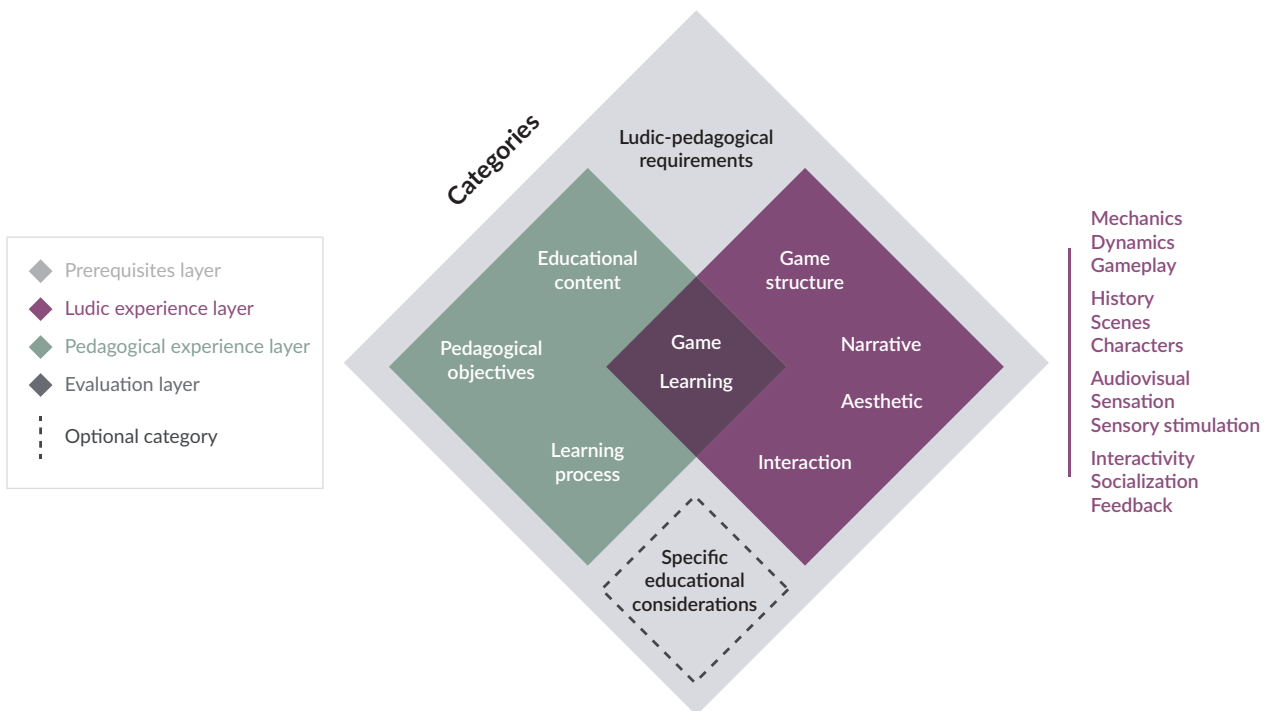 Categories
Ludic-pedagogical
requirements
Prerequisites layer
Ludic experience layer
Pedagogical experience layer
Evaluation layer
Optional category
Educational
content
Pedagogical
objectives
Learning
process
Game
Learning
Game
structure
Narrative
Aesthetic
Interaction
Specific
educational
considerations
Mechanics
Dynamics
Gameplay
History
Scenes
Characters
Audiovisual
Sensation
Sensory stimulation
Interactivity
Socialization
Feedback